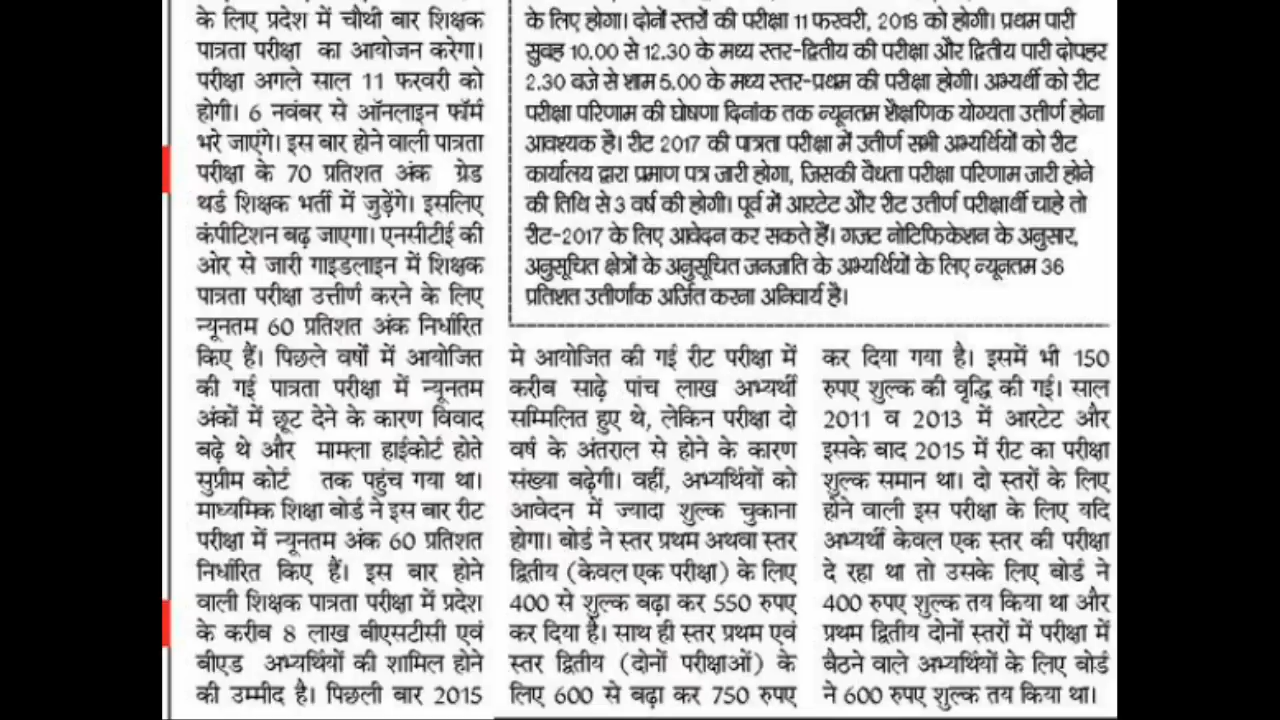 के लिए प्रदेश में चौथी बार शिक्षक
पात्रता परीक्षा का आयोजन करेगा।
परीक्षा अगले साल 11 फरवरी को
होगी। 6 नवंबर से ऑनलाइन फॉर्म
भरे जाएंगे। इस बार होने वाली पात्रता
परीक्षा के 70 प्रतिशत अंक ग्रेड
थर्ड शिक्षक भर्ती में जुड़ेंगे। इसलिए
कंपीटिशन बढ़ जाएगा। एनसीटीई की
ओर से जारी गाइडलाइन में शिक्षक
पात्रता परीक्षा उत्तीर्ण करने के लिए
न्यूनतम 60 प्रतिशत अंक निर्धारित
किए हैं। पिछले वर्षों में आयोजित
की गई पात्रता परीक्षा में न्यूनतम
अंकों में छूट देने के कारण विवाद
बढ़े थे और मामला हाईकोर्ट होते
सुप्रीम कोर्ट तक पहुंच गया था।
माध्यमिक शिक्षा बोर्ड ने इस बार रीट
परीक्षा में न्यूनतम अंक 60 प्रतिशत
निर्धारित किए हैं। इस बार होने
वाली शिक्षक पात्रता परीक्षा में प्रदेश
के करीब 8 लाख बीएसटीसी एवं
बीएड अभ्यर्थियों की शामिल होने
की उम्मीद है। पिछली बार 2015
के लिए होगा। दोनों स्तरों की परीक्षा 11 फरवरी, 2018 को होगी। प्रथम पारी
सुबह 10.00 से 12.30 के मध्य स्तर-द्वितीय की परीक्षा और द्वितीय पारी दोपहर
2.30 बजे से शाम 5.00 के मध्य स्तर-प्रथम की परीक्षा होगी। अभ्यर्थी को रीट
परीक्षा परिणाम की घोषणा दिनांक तक न्यूनतम शैक्षणिक योग्यता उतीर्ण होना
आवश्यक है। रीट 2017 की पात्रता परीक्षा में उतीर्ण सभी अभ्यर्थियों को रीट
कार्यालय द्वारा प्रमाण पत्र जारी होगा, जिसकी वैधता परीक्षा परिणाम जारी होने
की तिथि से 3 वर्ष की होगी। पूर्व में आरटेट और रीट उतीर्ण परीक्षार्थी चाहे तो
रीट-2017 के लिए आवेदन कर सकते हैं। गजट नोटिफिकेशन के अनुसार,
अनुसूचित क्षेत्रों के अनुसूचित जनजाति के अभ्यर्थियों के लिए न्यूनतम 36
प्रतिशत उतीर्णांक अर्जित करना अनिवार्य है।
मे आयोजित की गई रीट परीक्षा में
करीब साढ़े पांच लाख अभ्यर्थी
सम्मिलित हुए थे, लेकिन परीक्षा दो
वर्ष के अंतराल से होने के कारण
संख्या बढ़ेगी। वहीं, अभ्यर्थियों को
आवेदन में ज्यादा शुल्क चुकाना
होगा। बोर्ड ने स्तर प्रथम अथवा स्तर
द्वितीय (केवल एक परीक्षा) के लिए
400 से शुल्क बढ़ा कर 550 रुपए
कर दिया है। साथ ही स्तर प्रथम एवं
स्तर द्वितीय (दोनों परीक्षाओं) के
लिए 600 से बढ़ा कर 750 रुपए
कर दिया गया है। इसमें भी 150
रुपए शुल्क की वृद्धि की गई। साल
2011 व 2013 में आरटेट और
इसके बाद 2015 में रीट का परीक्षा
शुल्क समान था। दो स्तरों के लिए
होने वाली इस परीक्षा के लिए यदि
अभ्यर्थी केवल एक स्तर की परीक्षा
दे रहा था तो उसके लिए बोर्ड ने
400 रुपए शुल्क तय किया था और
प्रथम द्वितीय दोनों स्तरों में परीक्षा में
बैठने वाले अभ्यर्थियों के लिए बोर्ड
ने 600 रुपए शुल्क तय किया था।